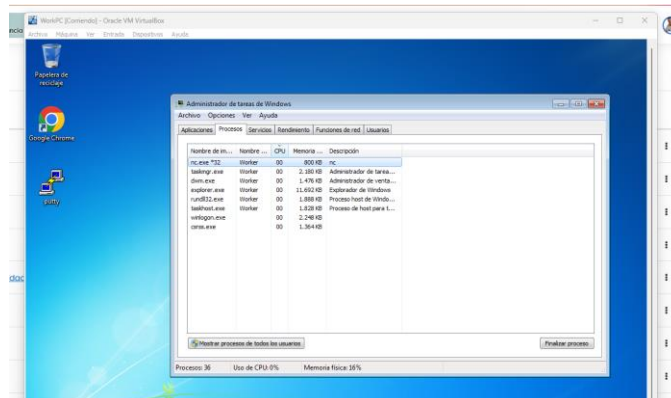 WorkPC [Corriendo] - Oracle VM VirtualBox
Archivo Máquina Ver Entrada Dispositivos Ayuda
Papelera de
reciclaje
Google Chrome
putty
Administrador de tareas de Windows
Archivo Opciones Ver Ayuda
Aplicaciones Procesos Servicios Rendimiento Funciones de red Usuarios
Nombre de im... Nombre ... CPU Memoria ... Descripción
nc.exe *32 Worker 00 800 KB nc
taskmgr.exe Worker 00 2.180 KB Administrador de tarea...
dwm.exe Worker 00 1.476 KB Administrador de venta...
explorer.exe Worker 00 11.692 KB Explorador de Windows
rundll32.exe Worker 00 1.888 KB Proceso host de Windo...
taskhost.exe Worker 00 1.828 KB Proceso de host para t...
winlogon.exe 00 2.248 KB
csrss.exe 00 1.364 KB
Mostrar procesos de todos los usuarios
Finalizar proceso
Procesos: 36 Uso de CPU: 0% Memoria física: 16%